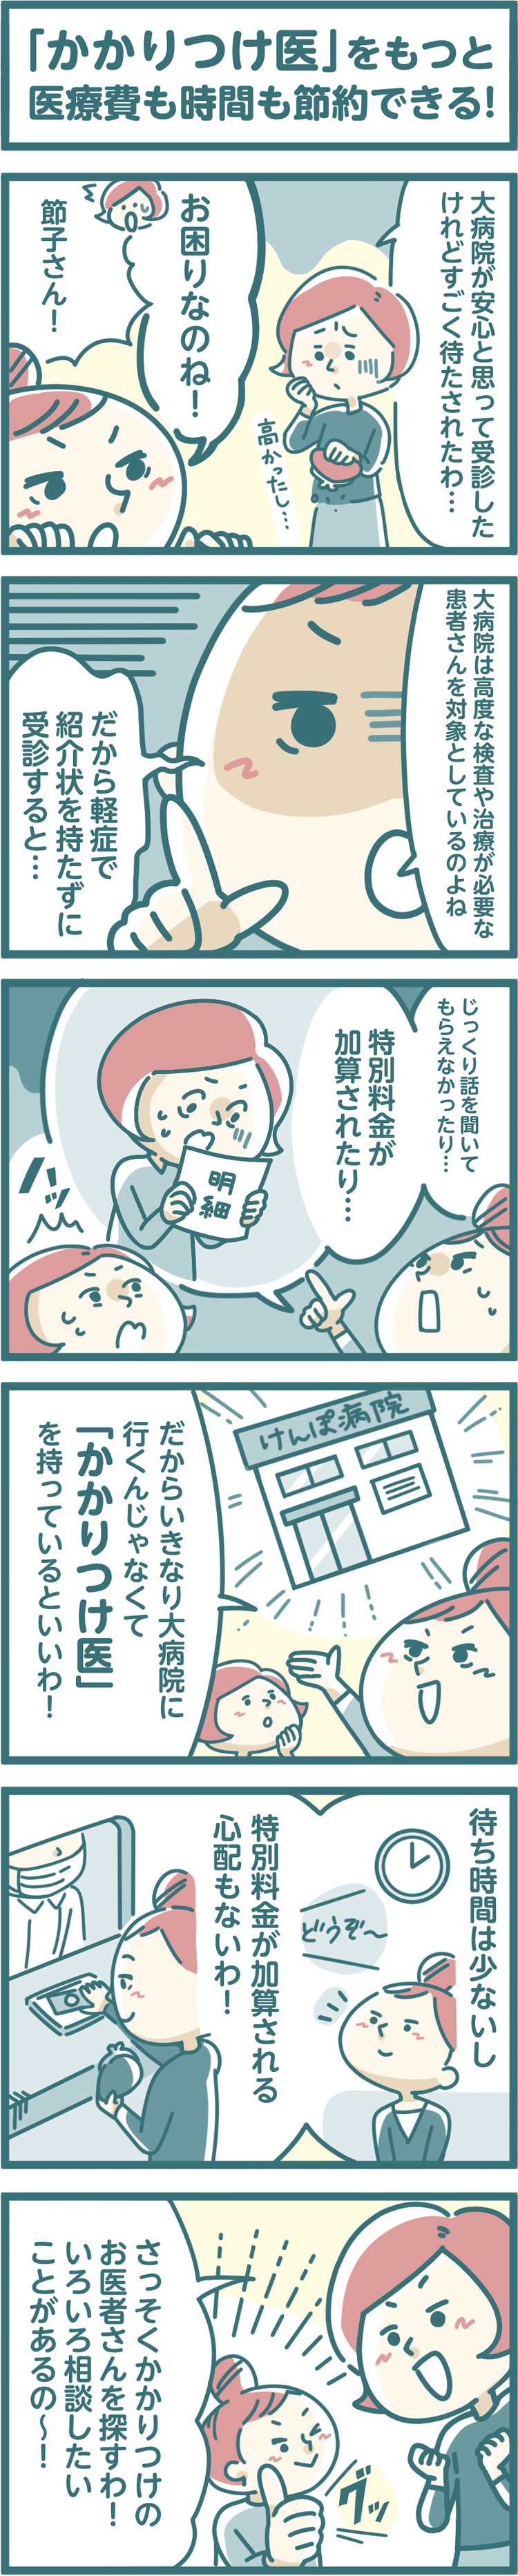 「かかりつけ医」をもつと
医療費も時間も節約できる!
大病院が安心と思って受診した
けれどすごく待たされたわ…
高かったし…
お困りなのね!
節子さん!
大病院は高度な検査や治療が必要な
患者さんを対象としているのよね
だから軽症で
紹介状を持たずに
受診すると…
じっくり話を聞いて
もらえなかったり…
特別料金が
加算されたり…
明細
ハッ
けんぽ病院
だからいきなり大病院に
行くんじゃなくて
「かかりつけ医」
を持っているといいわ!
待ち時間は少ないし
どうぞ〜
特別料金が加算される
心配もないわ!
さっそくかかりつけの
お医者さんを探すわ!
いろいろ相談したい
ことがあるの〜!
グッ